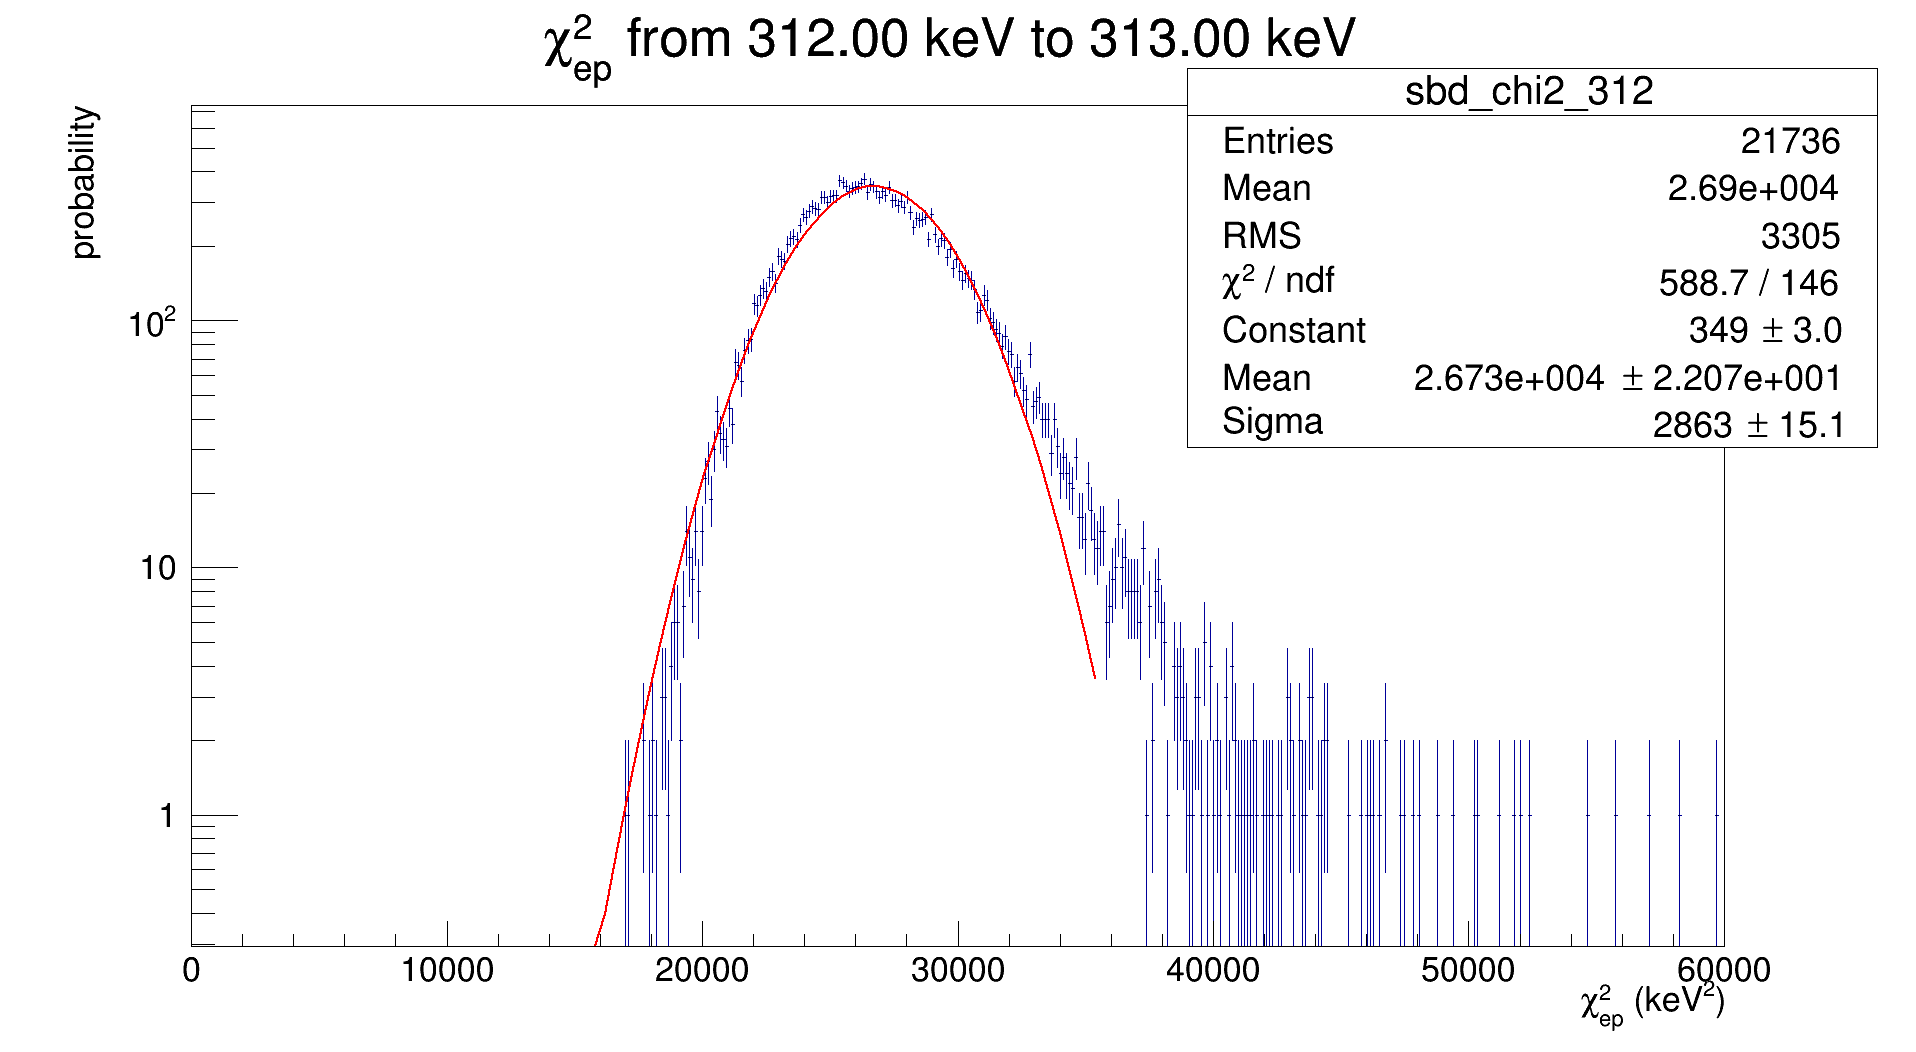 χ²ep from 312.00 keV to 313.00 keV
sbd_chi2_312
Entries 21736
Mean 2.69e+004
RMS 3305
χ² / ndf 588.7 / 146
Constant 349 ± 3.0
Mean 2.673e+004 ± 2.207e+001
Sigma 2863 ± 15.1
probability
10²
10
1
0 10000 20000 30000 40000 50000 60000
χ²ep (keV²)